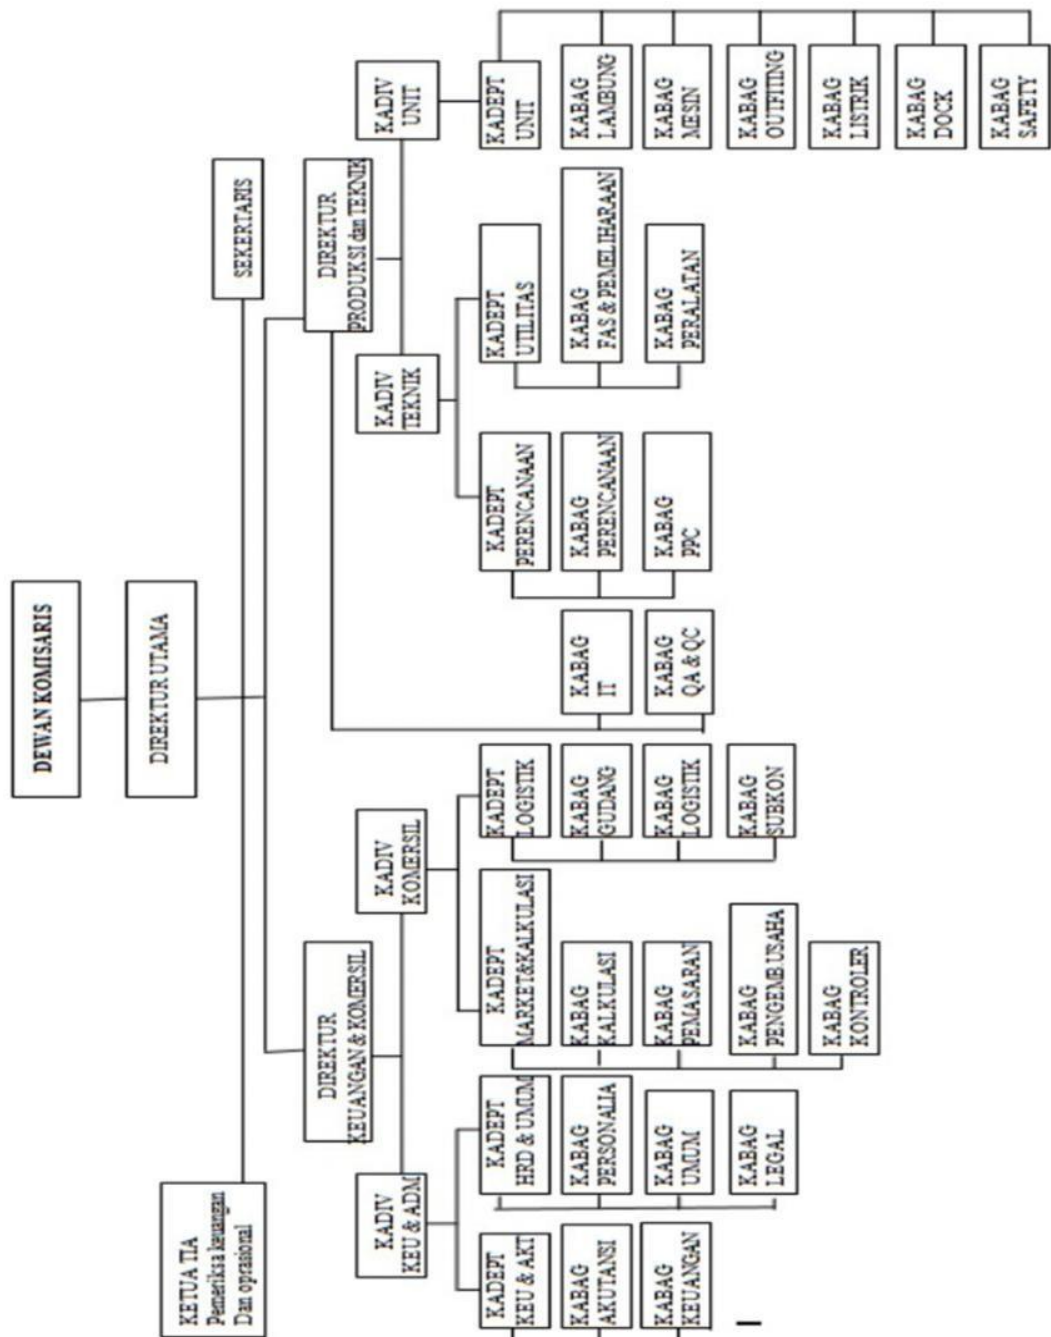 DEWAN KOMISARIS
DIREKTUR UTAMA
KETUA TIA
Pemeriksa keuangan
Dan oprasional
SEKERTARIS
DIREKTUR
KEUANGAN & KOMERSIL
DIREKTUR
PRODUKSI dan TEKNIK
KADIV
KEU & ADM
KADIV
KOMERSIL
KADIV
TEKNIK
KADIV
UNIT
KADEPT
KEU & AKT
KADEPT
HRD & UMUM
KADEPT
MARKET&KALKULASI
KADEPT
LOGISTIK
KADEPT
PERENCANAAN
KADEPT
UTILITAS
KADEPT
UNIT
KABAG
AKUTANSI
KABAG
PERSONALIA
KABAG
KALKULASI
KABAG
GUDANG
KABAG
IT
KABAG
PERENCANAAN
KABAG
FAS & PEMELIHARAAN
KABAG
LAMBUNG
KABAG
KEUANGAN
KABAG
UMUM
KABAG
PEMASARAN
KABAG
LOGISTIK
KABAG
QA & QC
KABAG
PPC
KABAG
PERALATAN
KABAG
MESIN
KABAG
LEGAL
KABAG
PENGEMB USAHA
KABAG
SUBKON
KABAG
OUTFITING
KABAG
KONTROLER
KABAG
LISTRIK
KABAG
DOCK
KABAG
SAFETY